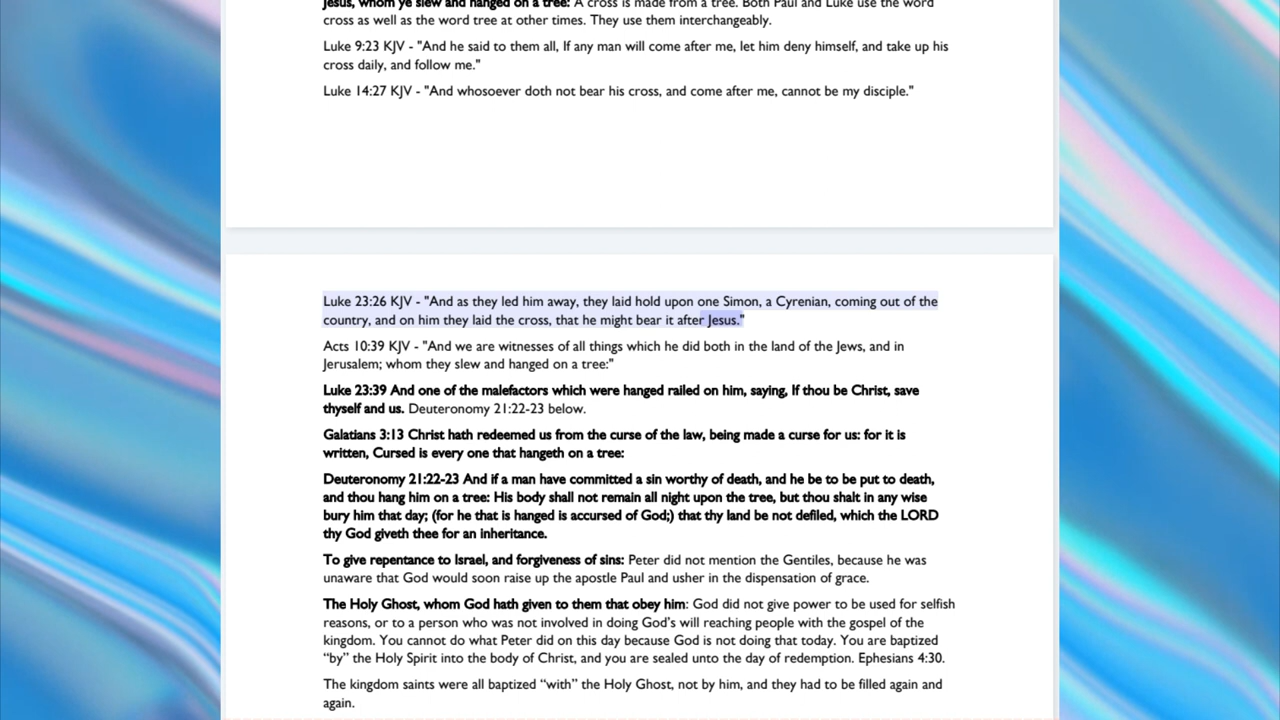 Jesus, whom ye slew and hanged on a tree: A cross is made from a tree. Both Paul and Luke use the word
cross as well as the word tree at other times. They use them interchangeably.
Luke 9:23 KJV - "And he said to them all, If any man will come after me, let him deny himself, and take up his
cross daily, and follow me."
Luke 14:27 KJV - "And whosoever doth not bear his cross, and come after me, cannot be my disciple."
Luke 23:26 KJV - "And as they led him away, they laid hold upon one Simon, a Cyrenian, coming out of the
country, and on him they laid the cross, that he might bear it after Jesus."
Acts 10:39 KJV - "And we are witnesses of all things which he did both in the land of the Jews, and in
Jerusalem; whom they slew and hanged on a tree:"
Luke 23:39 And one of the malefactors which were hanged railed on him, saying, If thou be Christ, save
thyself and us. Deuteronomy 21:22-23 below.
Galatians 3:13 Christ hath redeemed us from the curse of the law, being made a curse for us: for it is
written, Cursed is every one that hangeth on a tree:
Deuteronomy 21:22-23 And if a man have committed a sin worthy of death, and he be to be put to death,
and thou hang him on a tree: His body shall not remain all night upon the tree, but thou shalt in any wise
bury him that day; (for he that is hanged is accursed of God;) that thy land be not defiled, which the LORD
thy God giveth thee for an inheritance.
To give repentance to Israel, and forgiveness of sins: Peter did not mention the Gentiles, because he was
unaware that God would soon raise up the apostle Paul and usher in the dispensation of grace.
The Holy Ghost, whom God hath given to them that obey him: God did not give power to be used for selfish
reasons, or to a person who was not involved in doing God’s will reaching people with the gospel of the
kingdom. You cannot do what Peter did on this day because God is not doing that today. You are baptized
“by” the Holy Spirit into the body of Christ, and you are sealed unto the day of redemption. Ephesians 4:30.
The kingdom saints were all baptized “with” the Holy Ghost, not by him, and they had to be filled again and
again.